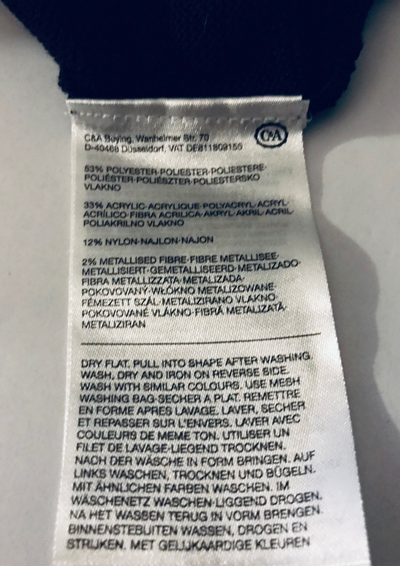 C&A Buying, Wanheimer Str. 70
D-40468 Düsseldorf, VAT DE811809155
C&A
53% POLYESTER·POLIESTER·POLIESTERE·
POLIÉSTER·POLIÉSZTER·POLIESTERSKO
VLAKNO
33% ACRYLIC·ACRYLIQUE·POLYACRYL·ACRYL·
ACRÍLICO·FIBRA ACRILICA·AKRYL·AKRIL·ACRIL·
POLIAKRILNO VLAKNO
12% NYLON·NAJLON·NAJON
2% METALLISED FIBRE·FIBRE METALLISEE·
METALLISIERT·GEMETALLISEERD·METALIZADO·
FIBRA METALLIZZATA·METALIZADA·
POKOVOVANÝ·WŁÓKNO METALIZOWANE·
FÉMEZETT SZÁL·METALIZIRANO VLAKNO·
POKOVOVANÉ VLÁKNO·FIBRĂ METALIZATĂ·
METALIZIRAN
DRY FLAT. PULL INTO SHAPE AFTER WASHING.
WASH, DRY AND IRON ON REVERSE SIDE.
WASH WITH SIMILAR COLOURS. USE MESH
WASHING BAG·SECHER A PLAT. REMETTRE
EN FORME APRES LAVAGE. LAVER, SECHER
ET REPASSER SUR L'ENVERS. LAVER AVEC
COULEURS DE MEME TON. UTILISER UN
FILET DE LAVAGE·LIEGEND TROCKNEN.
NACH DER WÄSCHE IN FORM BRINGEN. AUF
LINKS WASCHEN, TROCKNEN UND BÜGELN.
MIT ÄHNLICHEN FARBEN WASCHEN. IM
WÄSCHENETZ WASCHEN·LIGGEND DROGEN.
NA HET WASSEN TERUG IN VORM BRENGEN.
BINNENSTEBUITEN WASSEN, DROGEN EN
STRIJKEN. MET GELIJKAARDIGE KLEUREN